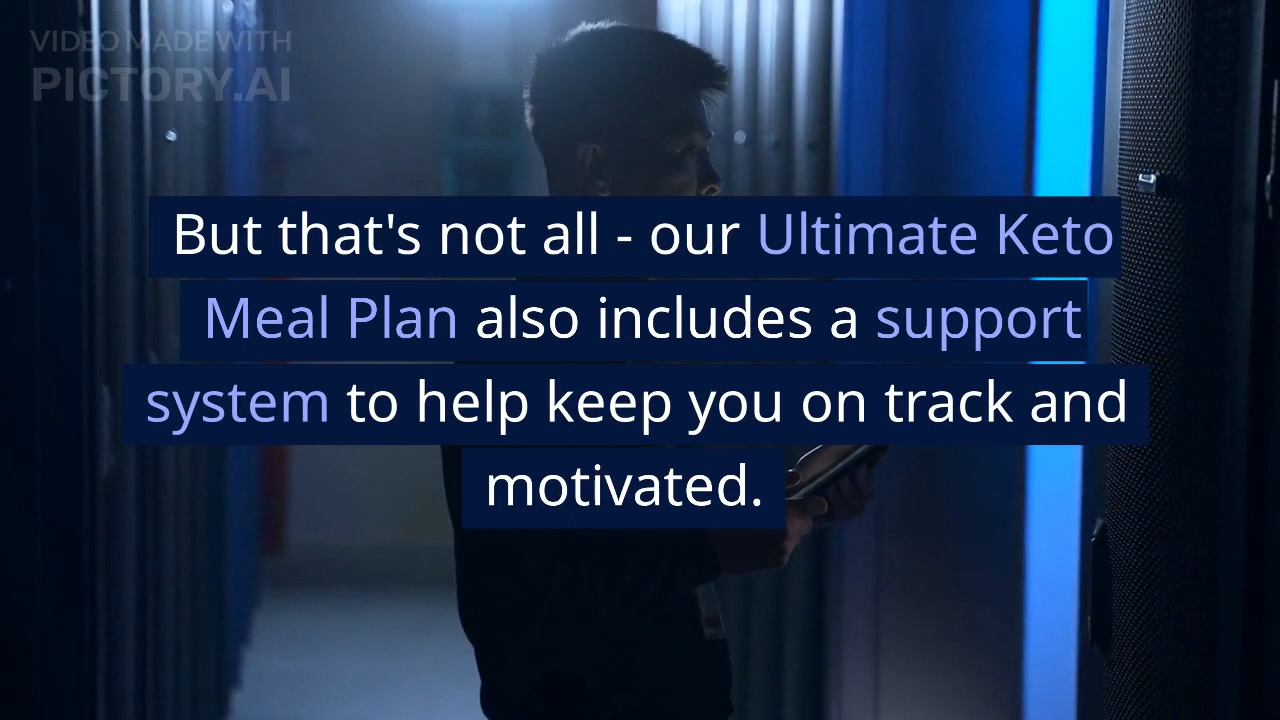 VIDEO MADE WITH
PICTORY.AI
But that's not all - our Ultimate Keto
Meal Plan also includes a support
system to help keep you on track and
motivated.